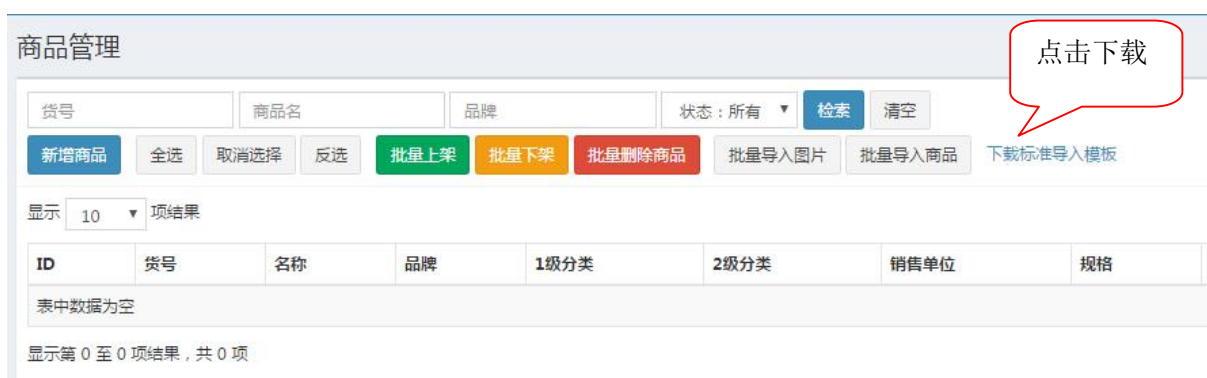 商品管理
点击下载
货号 商品名 品牌 状态：所有 检索 清空
新增商品 全选 取消选择 反选 批量上架 批量下架 批量删除商品 批量导入图片 批量导入商品 下载标准导入模板
显示 10 项结果
ID 货号 名称 品牌 1级分类 2级分类 销售单位 规格
表中数据为空
显示第 0 至 0 项结果，共 0 项